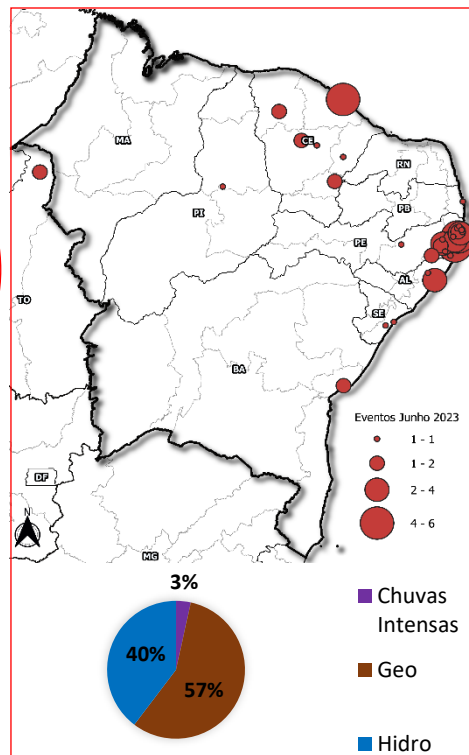 MA
CE
RN
PB
PI
PE
AL
TO
SE
BA
Eventos Junho 2023
1 - 1
1 - 2
2 - 4
4 - 6
DF
N
MG
3%
40%
57%
Chuvas
Intensas
Geo
Hidro